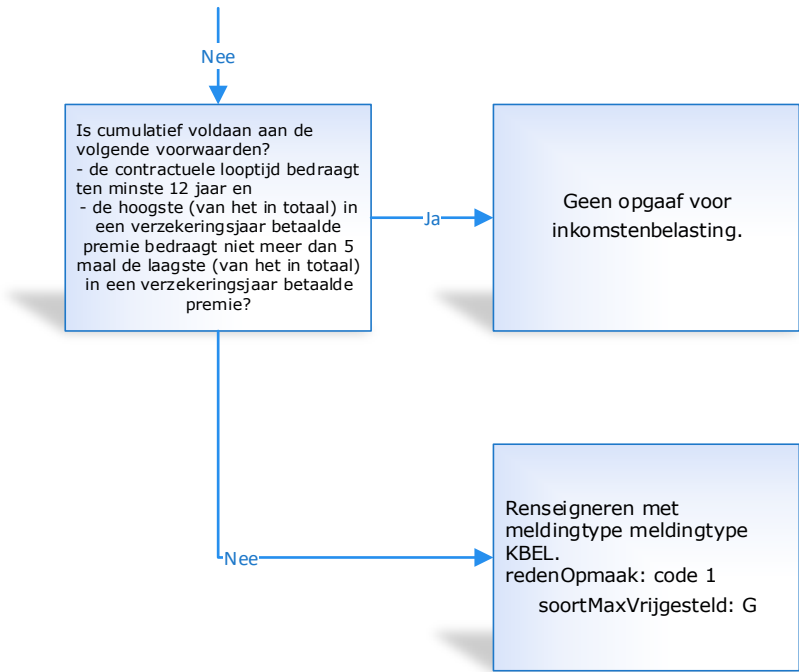 Nee
Is cumulatief voldaan aan de
volgende voorwaarden?
- de contractuele looptijd bedraagt
ten minste 12 jaar en
- de hoogste (van het in totaal) in
een verzekeringsjaar betaalde
premie bedraagt niet meer dan 5
maal de laagste (van het in totaal)
in een verzekeringsjaar betaalde
premie?
Ja
Geen opgaaf voor
inkomstenbelasting.
Nee
Renseigneren met
meldingtype meldingtype
KBEL.
redenOpmaak: code 1
soortMaxVrijgesteld: G